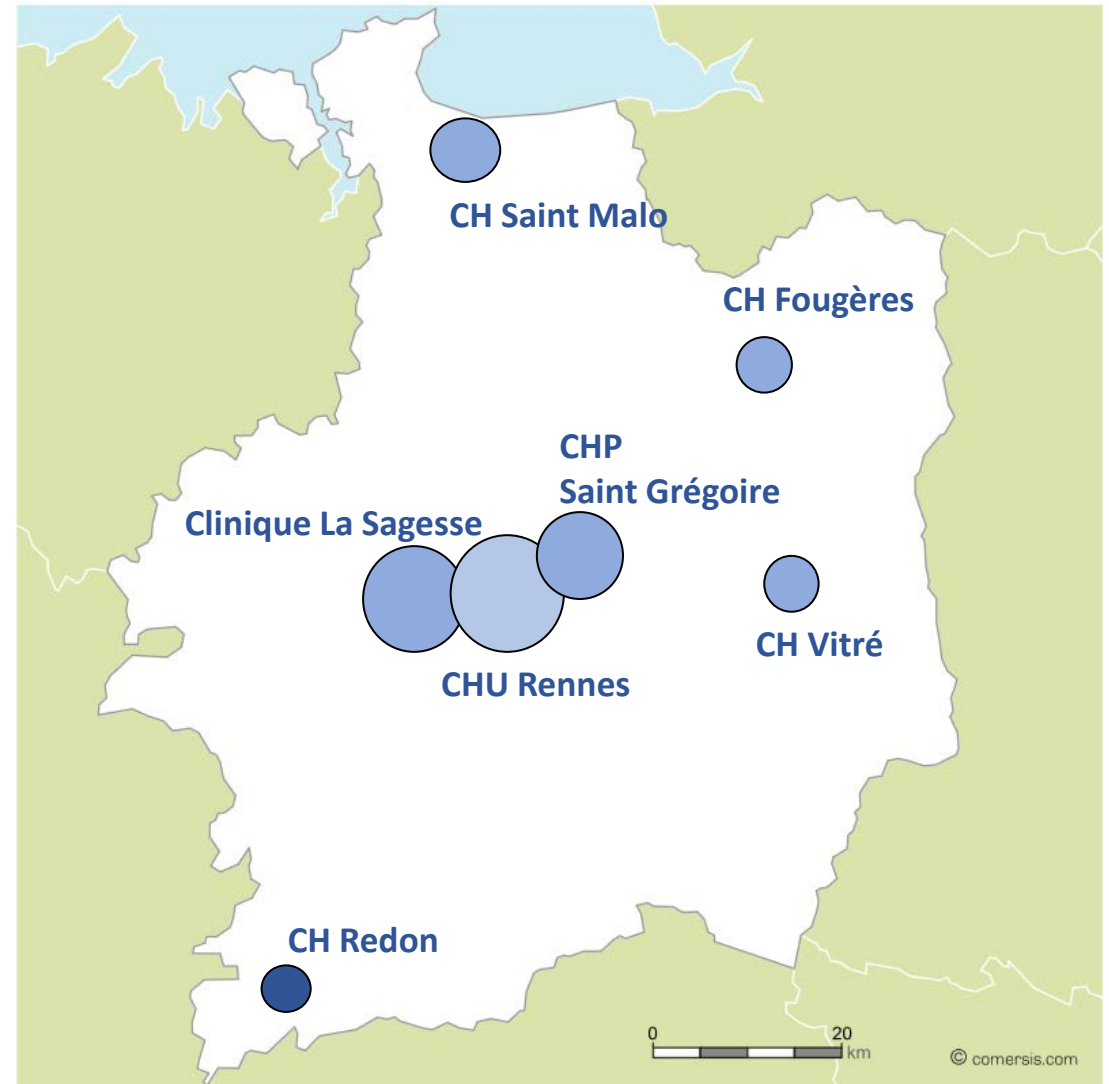 CH Saint Malo
CH Fougères
CHP
Saint Grégoire
Clinique La Sagesse
CH Vitré
CHU Rennes
CH Redon
0 20
km
© comersis.com